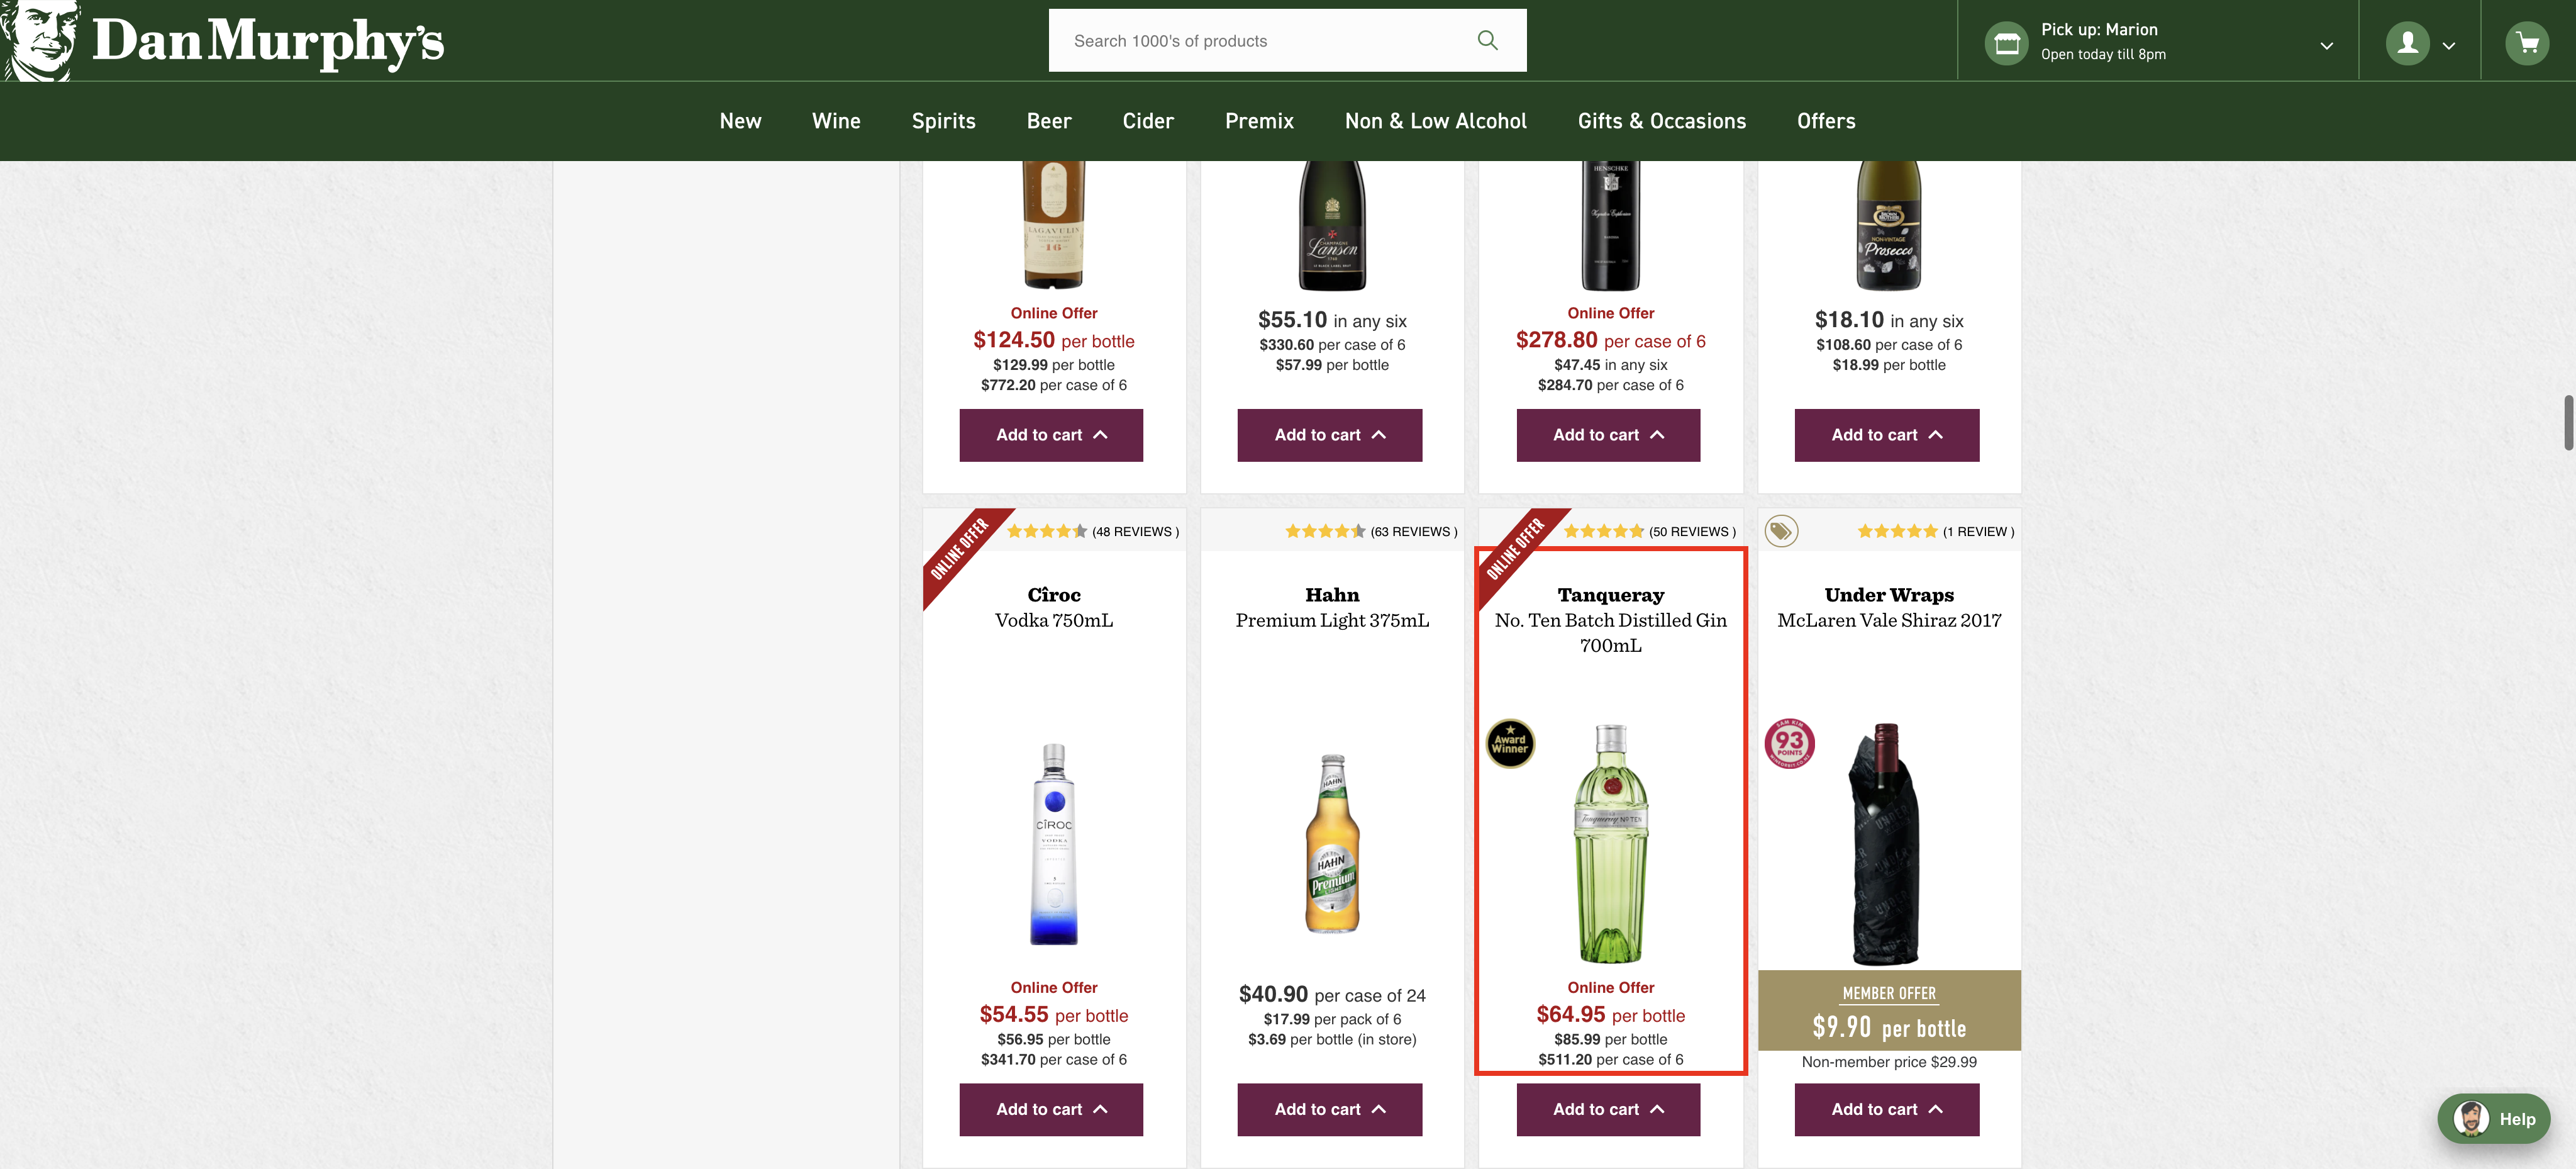 Dan Murphy's
Search 1000's of products
Pick up: Marion
Open today till 8pm
New Wine Spirits Beer Cider Premix Non & Low Alcohol Gifts & Occasions Offers
LAGAVULIN
16
CHAMPAGNE
Lanson
HENSCHKE
BROWN BROTHERS
NON-VINTAGE
Prosecco
Online Offer
$124.50 per bottle
$129.99 per bottle
$772.20 per case of 6
Add to cart
$55.10 in any six
$330.60 per case of 6
$57.99 per bottle
Add to cart
Online Offer
$278.80 per case of 6
$47.45 in any six
$284.70 per case of 6
Add to cart
$18.10 in any six
$108.60 per case of 6
$18.99 per bottle
Add to cart
ONLINE OFFER
(48 REVIEWS )
Cîroc
Vodka 750mL
CÎROC
VODKA
Online Offer
$54.55 per bottle
$56.95 per bottle
$341.70 per case of 6
Add to cart
(63 REVIEWS )
Hahn
Premium Light 375mL
HAHN
HAHN
Premium
$40.90 per case of 24
$17.99 per pack of 6
$3.69 per bottle (in store)
Add to cart
ONLINE OFFER
(50 REVIEWS )
Tanqueray
No. Ten Batch Distilled Gin
700mL
Award
Winner
Tanqueray No TEN
Online Offer
$64.95 per bottle
$85.99 per bottle
$511.20 per case of 6
Add to cart
(1 REVIEW )
Under Wraps
McLaren Vale Shiraz 2017
SAM KIM
93
POINTS
MEMBER OFFER
$9.90 per bottle
Non-member price $29.99
Add to cart
Help